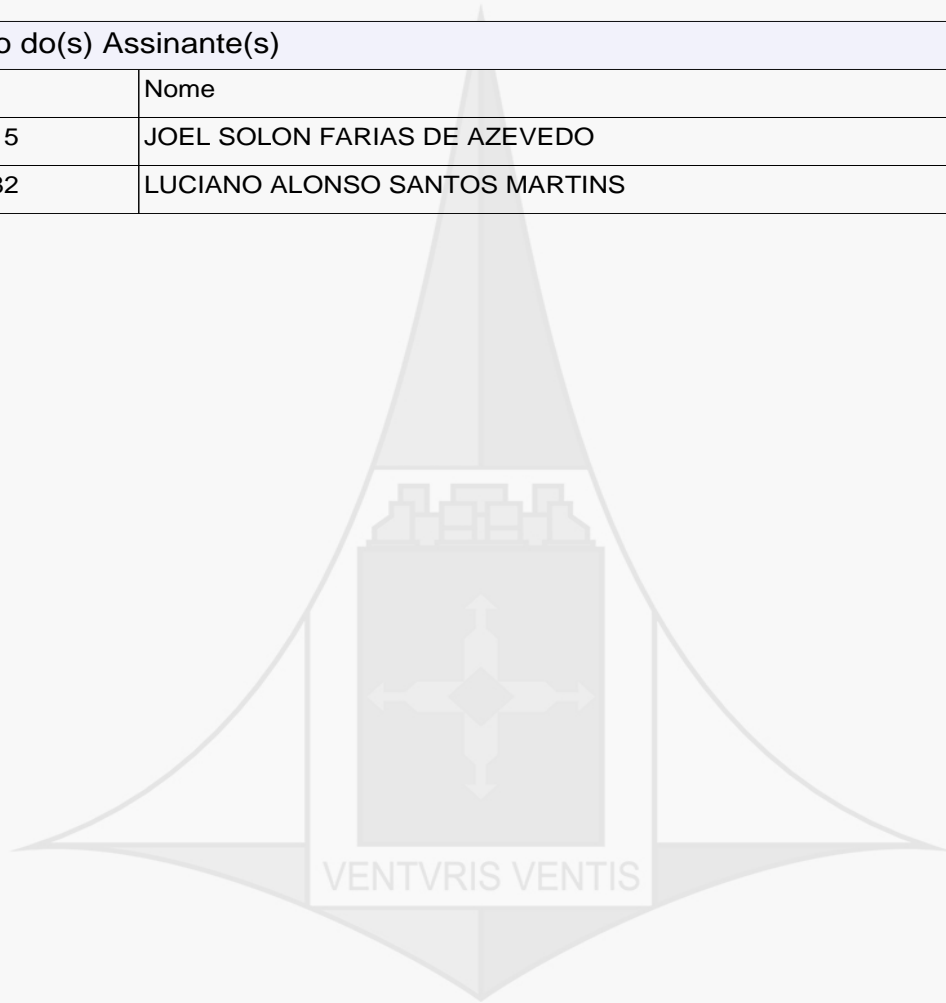 o do(s) Assinante(s)
Nome
5 JOEL SOLON FARIAS DE AZEVEDO
32 LUCIANO ALONSO SANTOS MARTINS
VENTVRIS VENTIS